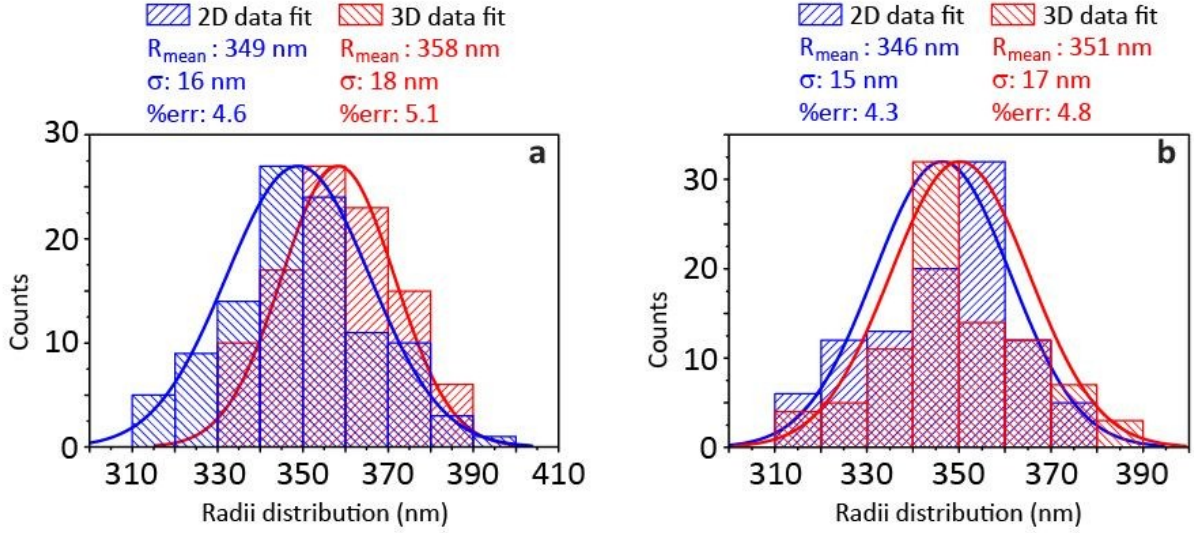 2D data fit 3D data fit
R_mean : 349 nm R_mean : 358 nm
σ: 16 nm σ: 18 nm
%err: 4.6 %err: 5.1
30
20
10
0
Counts
a
310 330 350 370 390 410
Radii distribution (nm)
2D data fit 3D data fit
R_mean : 346 nm R_mean : 351 nm
σ: 15 nm σ: 17 nm
%err: 4.3 %err: 4.8
30
20
10
0
Counts
b
310 330 350 370 390
Radii distribution (nm)